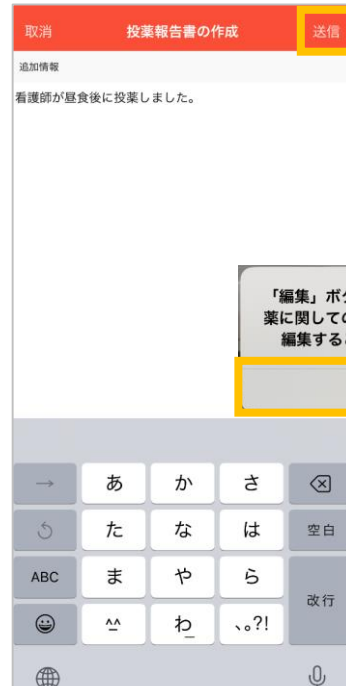 取消 投薬報告書の作成 送信
追加情報
看護師が昼食後に投薬しました。
「編集」ボ
薬に関しての
編集する
→ あ か さ
た な は 空白
ABC ま や ら
改行
^^ わ 、。?!